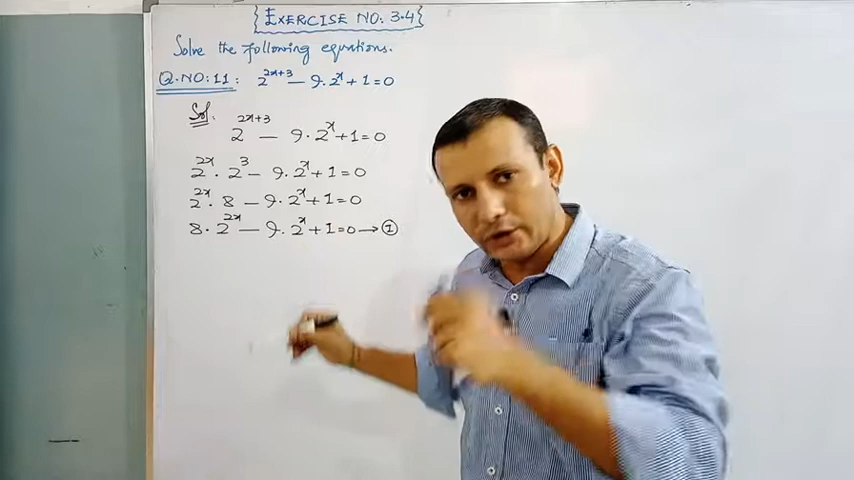 EXERCISE NO: 3.4
Solve the following equations.
Q.NO:11: 2^{2x+3} - 9.2^x + 1 = 0
Sol: 2^{2x+3} - 9.2^x + 1 = 0
2^{2x} . 2^3 - 9.2^x + 1 = 0
2^{2x} . 8 - 9.2^x + 1 = 0
8.2^{2x} - 9.2^x + 1 = 0 → ①